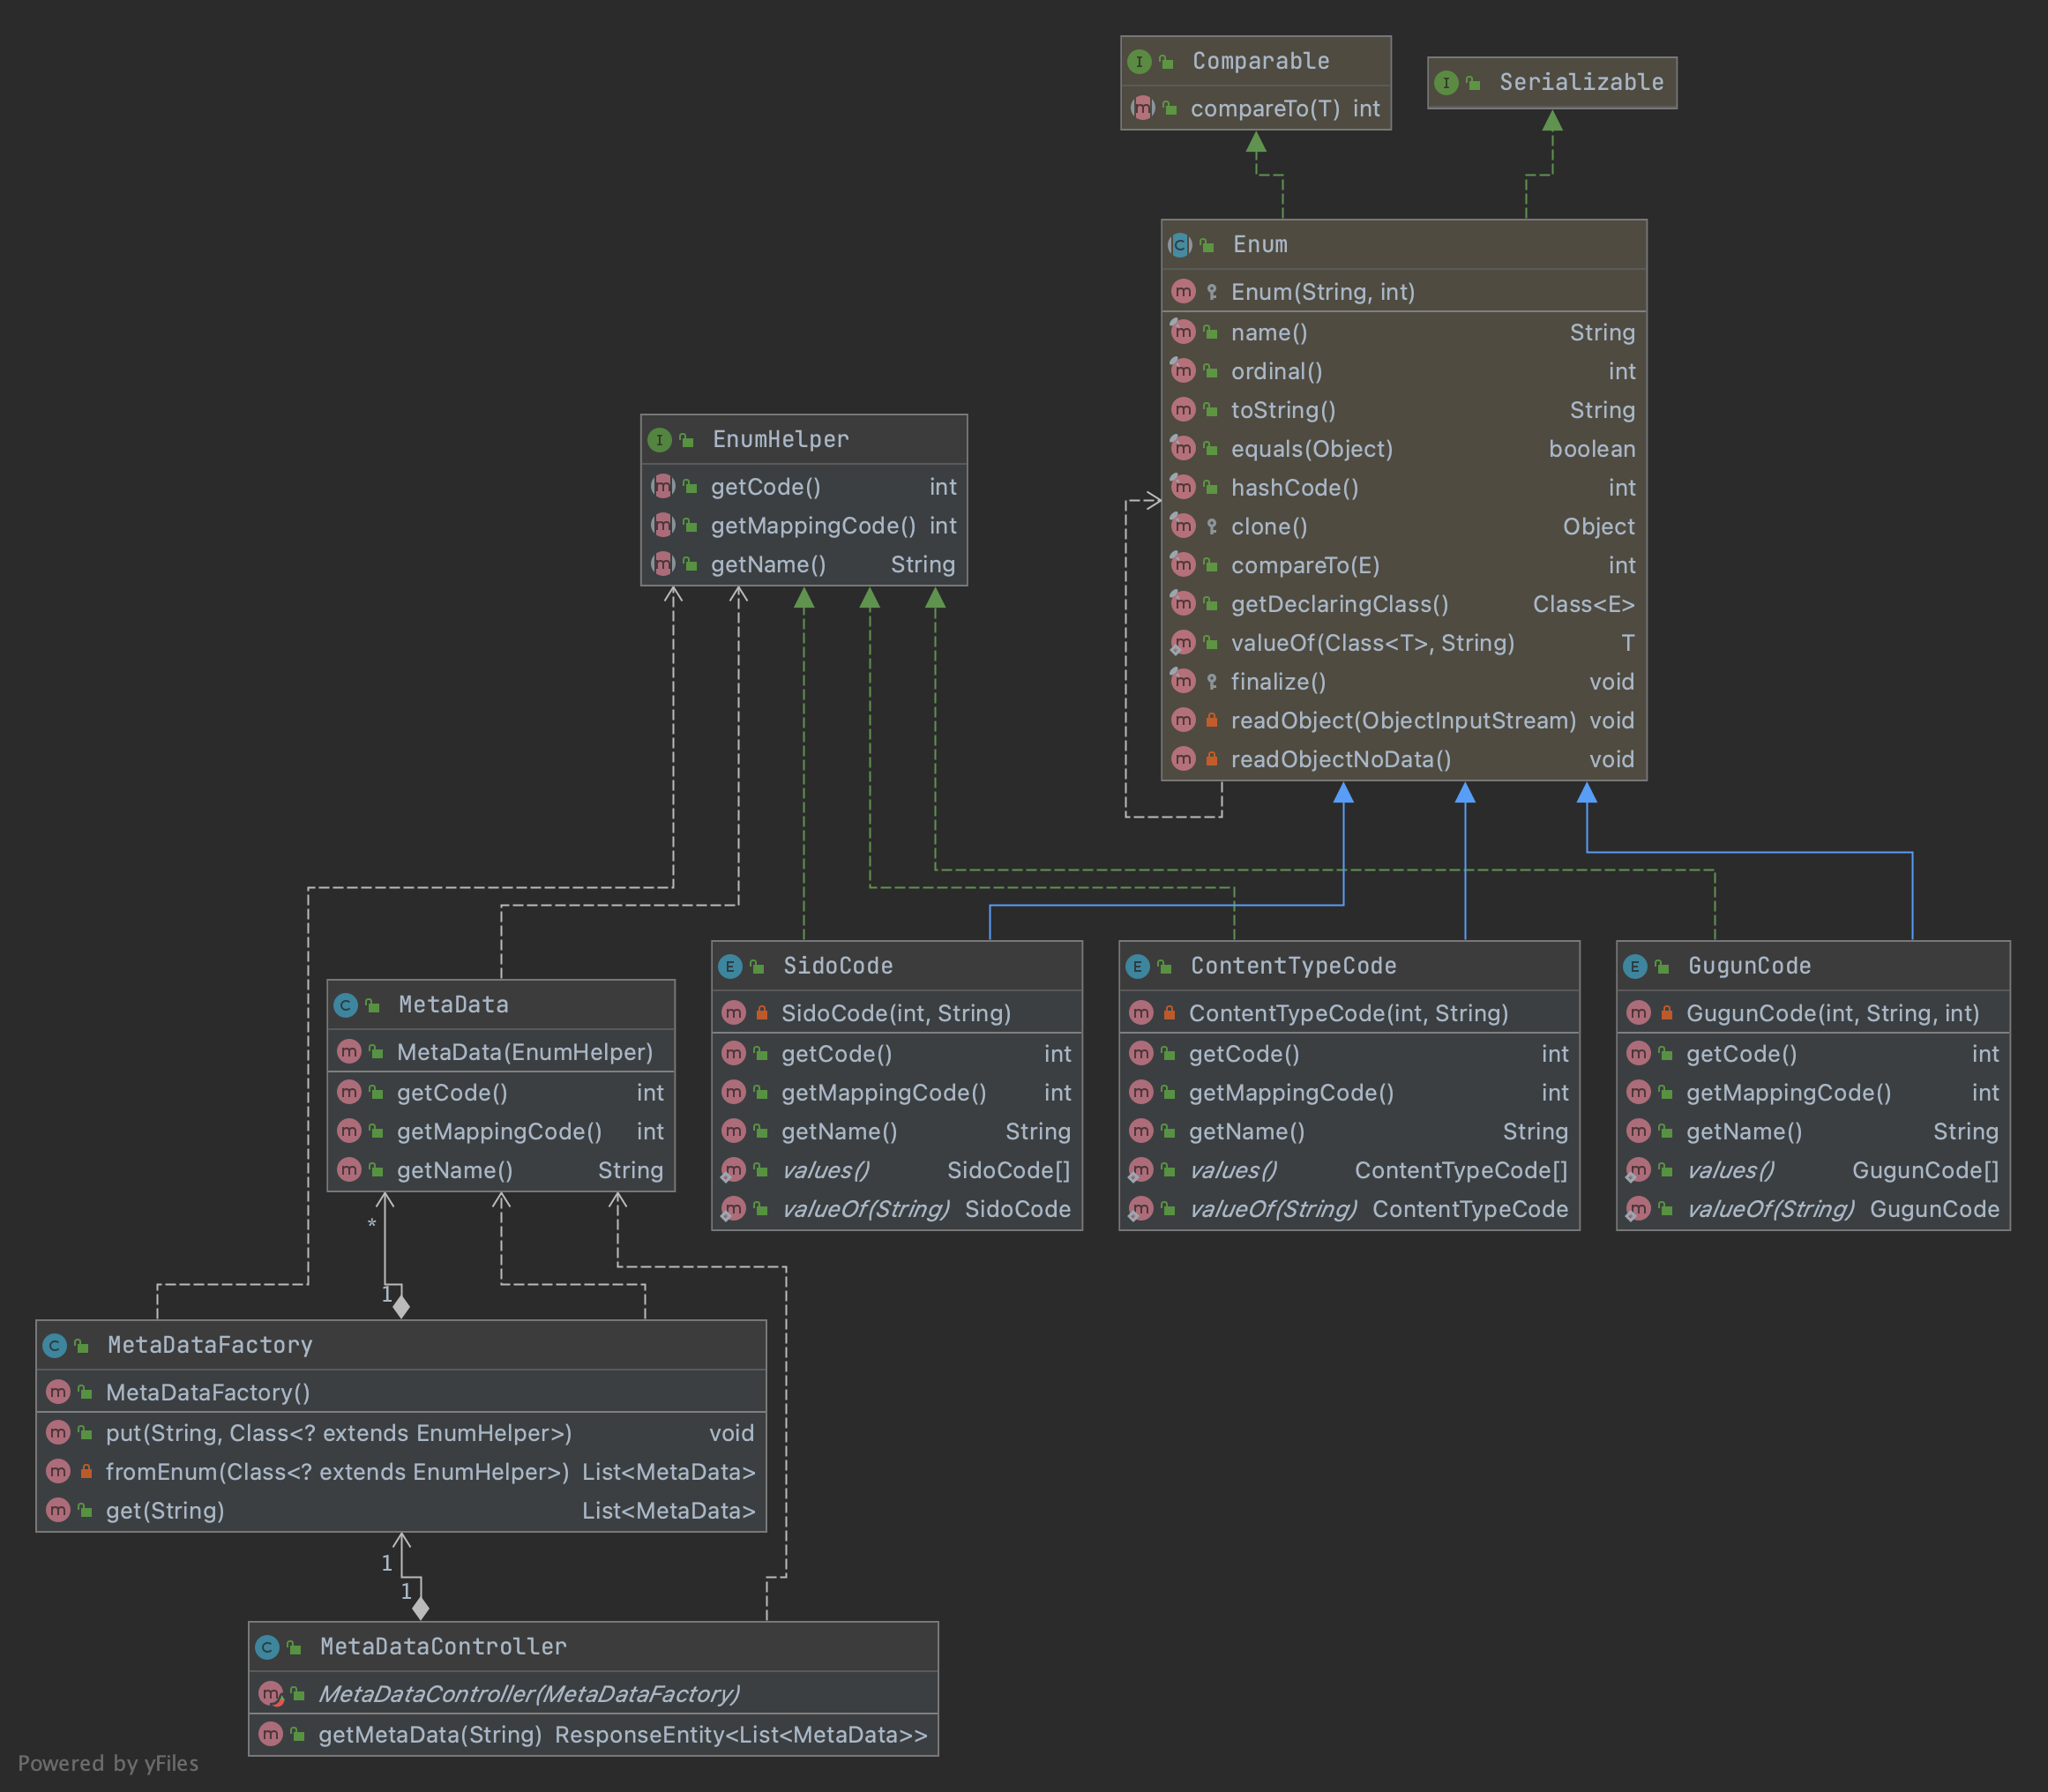 Comparable
compareTo(T) int
Serializable
Enum
Enum(String, int)
name() String
ordinal() int
toString() String
equals(Object) boolean
hashCode() int
clone() Object
compareTo(E) int
getDeclaringClass() Class<E>
valueOf(Class<T>, String) T
finalize() void
readObject(ObjectInputStream) void
readObjectNoData() void
EnumHelper
getCode() int
getMappingCode() int
getName() String
MetaData
MetaData(EnumHelper)
getCode() int
getMappingCode() int
getName() String
SidoCode
SidoCode(int, String)
getCode() int
getMappingCode() int
getName() String
values() SidoCode[]
valueOf(String) SidoCode
ContentTypeCode
ContentTypeCode(int, String)
getCode() int
getMappingCode() int
getName() String
values() ContentTypeCode[]
valueOf(String) ContentTypeCode
GugunCode
GugunCode(int, String, int)
getCode() int
getMappingCode() int
getName() String
values() GugunCode[]
valueOf(String) GugunCode
*
1
MetaDataFactory
MetaDataFactory()
put(String, Class<? extends EnumHelper>) void
fromEnum(Class<? extends EnumHelper>) List<MetaData>
get(String) List<MetaData>
1
1
MetaDataController
MetaDataController(MetaDataFactory)
getMetaData(String) ResponseEntity<List<MetaData>>
Powered by yFiles